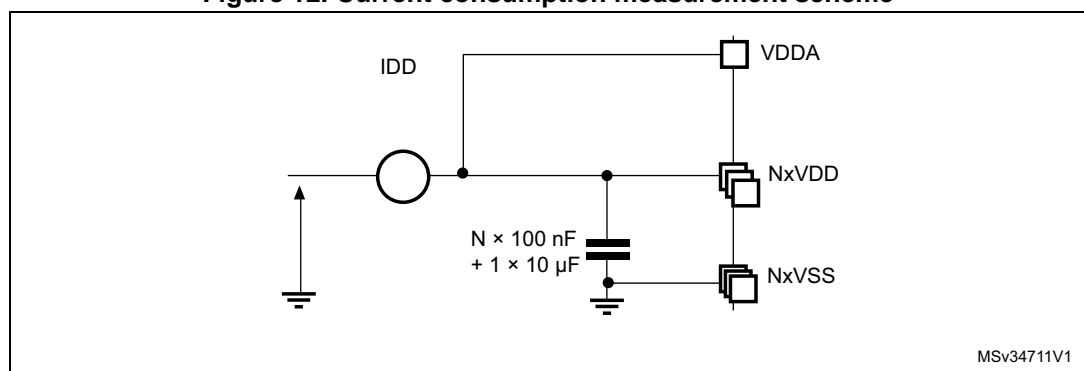 Figure 12. Current consumption measurement scheme
IDD
VDDA
NxVDD
N × 100 nF
+ 1 × 10 µF
NxVSS
MSv34711V1